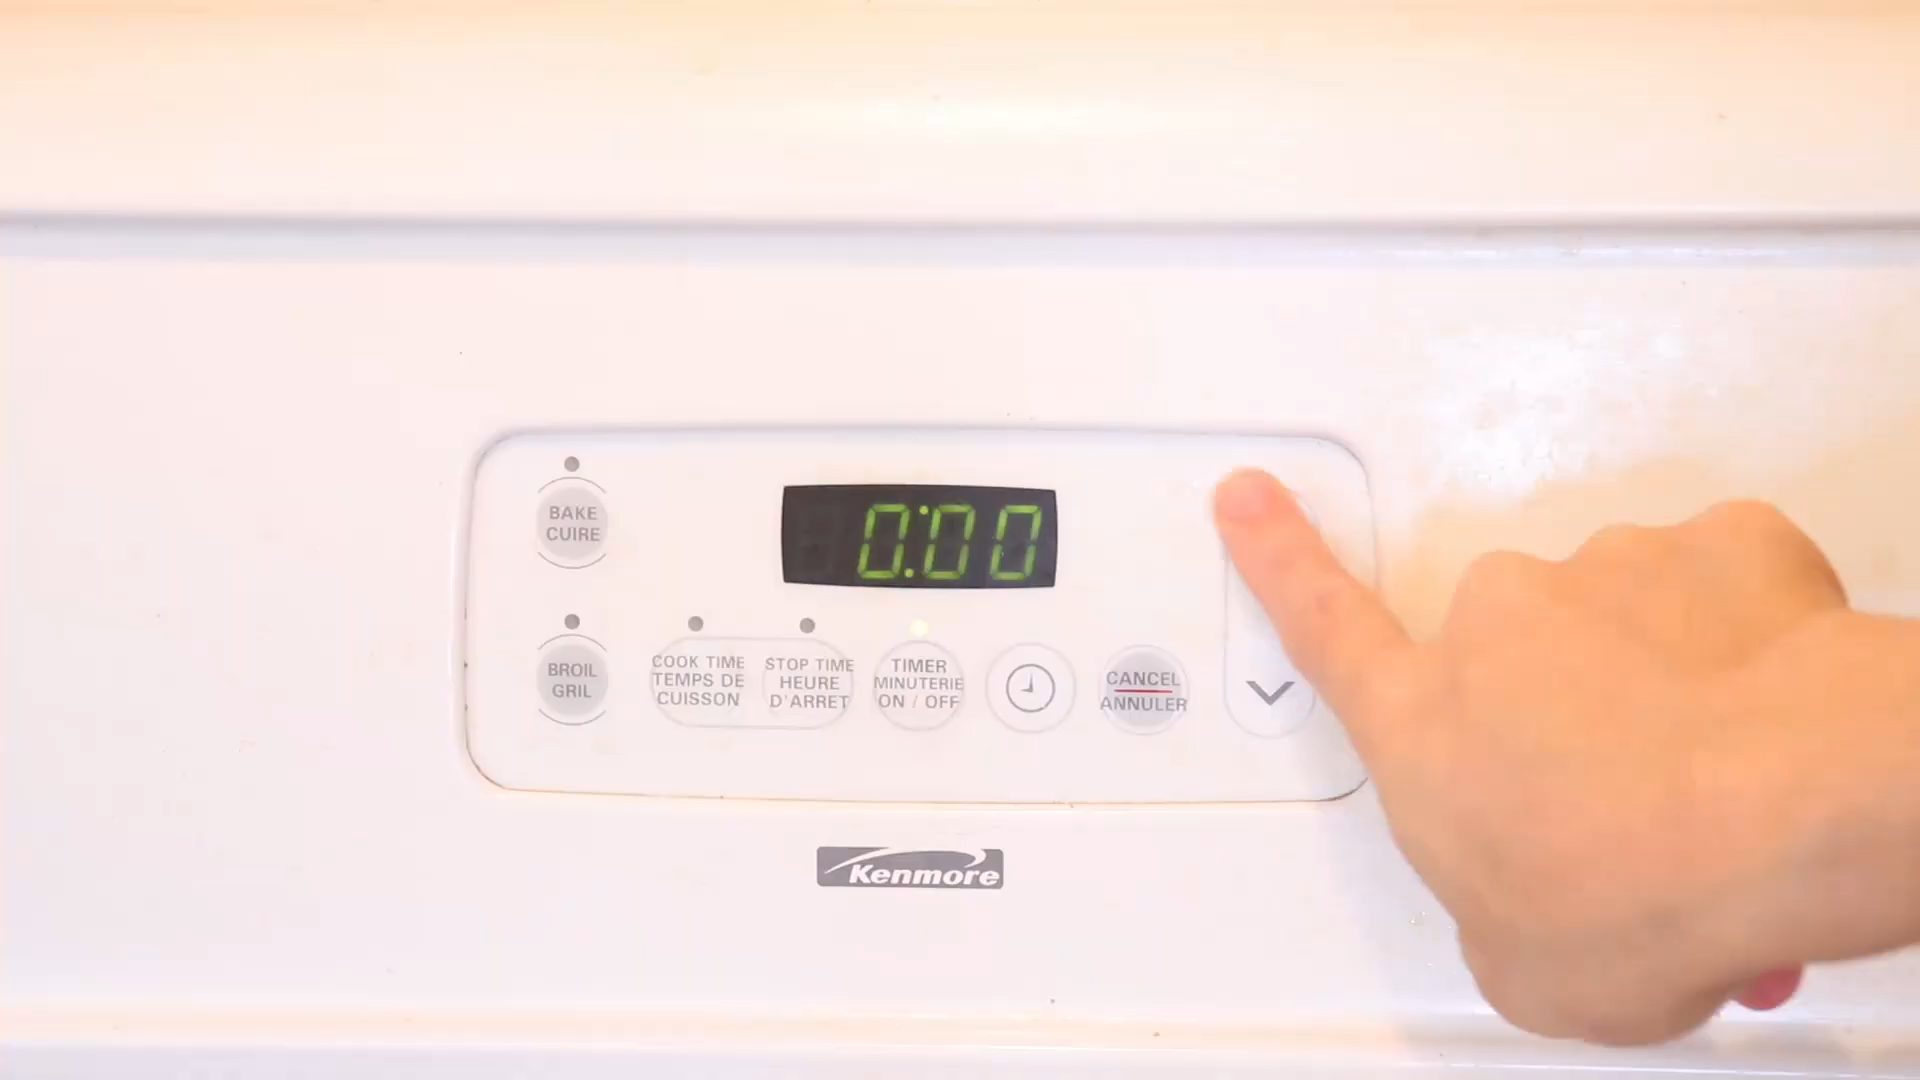 BAKE
CUIRE
0:00
BROIL
GRIL
COOK TIME
TEMPS DE
CUISSON
STOP TIME
HEURE
D'ARRET
TIMER
MINUTERIE
ON / OFF
CANCEL
ANNULER
Kenmore